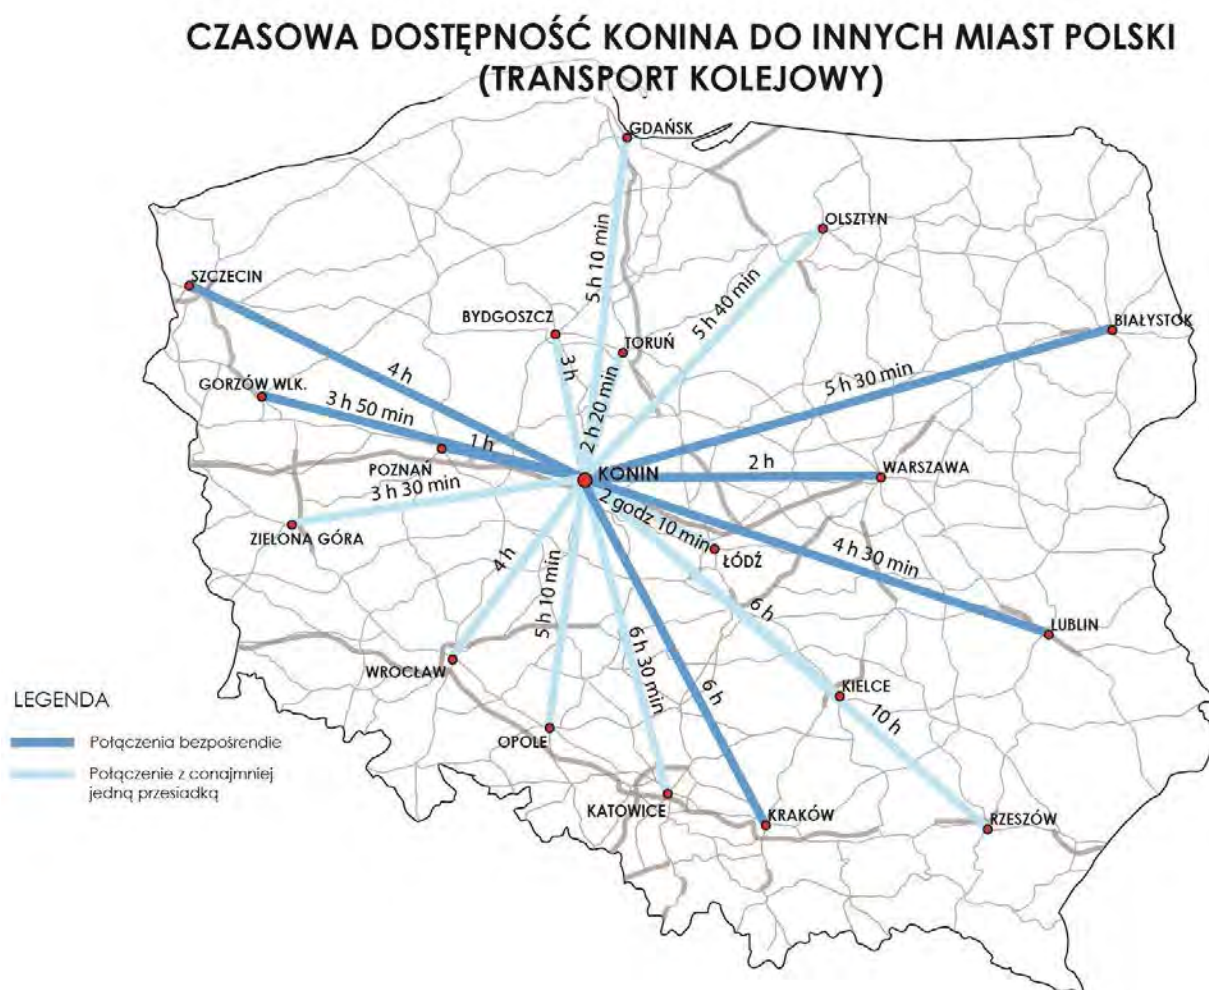 CZASOWA DOSTĘPNOŚĆ KONINA DO INNYCH MIAST POLSKI
(TRANSPORT KOLEJOWY)
GDAŃSK
OLSZTYN
5 h 10 min
5 h 40 min
SZCZECIN
BYDGOSZCZ
TORUŃ
BIAŁYSTOK
3 h
2 h 20 min
4 h
5 h 30 min
GORZÓW WLK.
3 h 50 min
1 h
POZNAŃ
KONIN
2 h
WARSZAWA
3 h 30 min
2 godz 10 min
ZIELONA GÓRA
ŁÓDŹ
4 h 30 min
4 h
5 h 10 min
6 h
6 h 30 min
LUBLIN
WROCŁAW
6 h
KIELCE
10 h
OPOLE
KATOWICE
KRAKÓW
RZESZÓW
LEGENDA
Połączenia bezpośrendie
Połączenie z conajmniej
jedną przesiadką